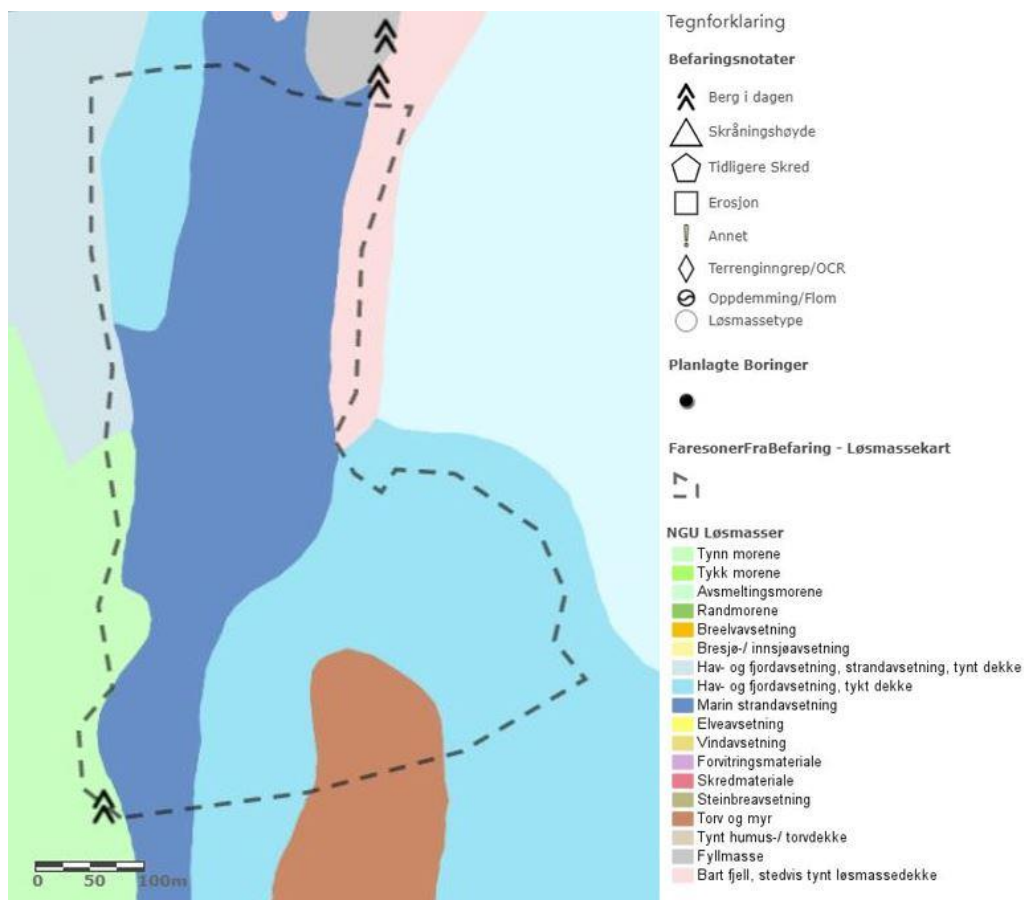 Tegnforklaring
Befaringsnotater
Berg i dagen
Skråningshøyde
Tidligere Skred
Erosjon
! Annet
Terrenginngrep/OCR
Oppdemming/Flom
Løsmassetype
Planlagte Boringer
FaresonerFraBefaring - Løsmassekart
NGU Løsmasser
Tynn morene
Tykk morene
Avsmeltingsmorene
Randmorene
Breelvavsetning
Bresjø-/ innsjøavsetning
Hav- og fjordavsetning, strandavsetning, tynt dekke
Hav- og fjordavsetning, tykt dekke
Marin strandavsetning
Elveavsetning
Vindavsetning
Forvitringsmateriale
Skredmateriale
Steinbreavsetning
Torv og myr
Tynt humus-/ torvdekke
Fyllmasse
Bart fjell, stedvis tynt løsmassedekke
0 50 100m